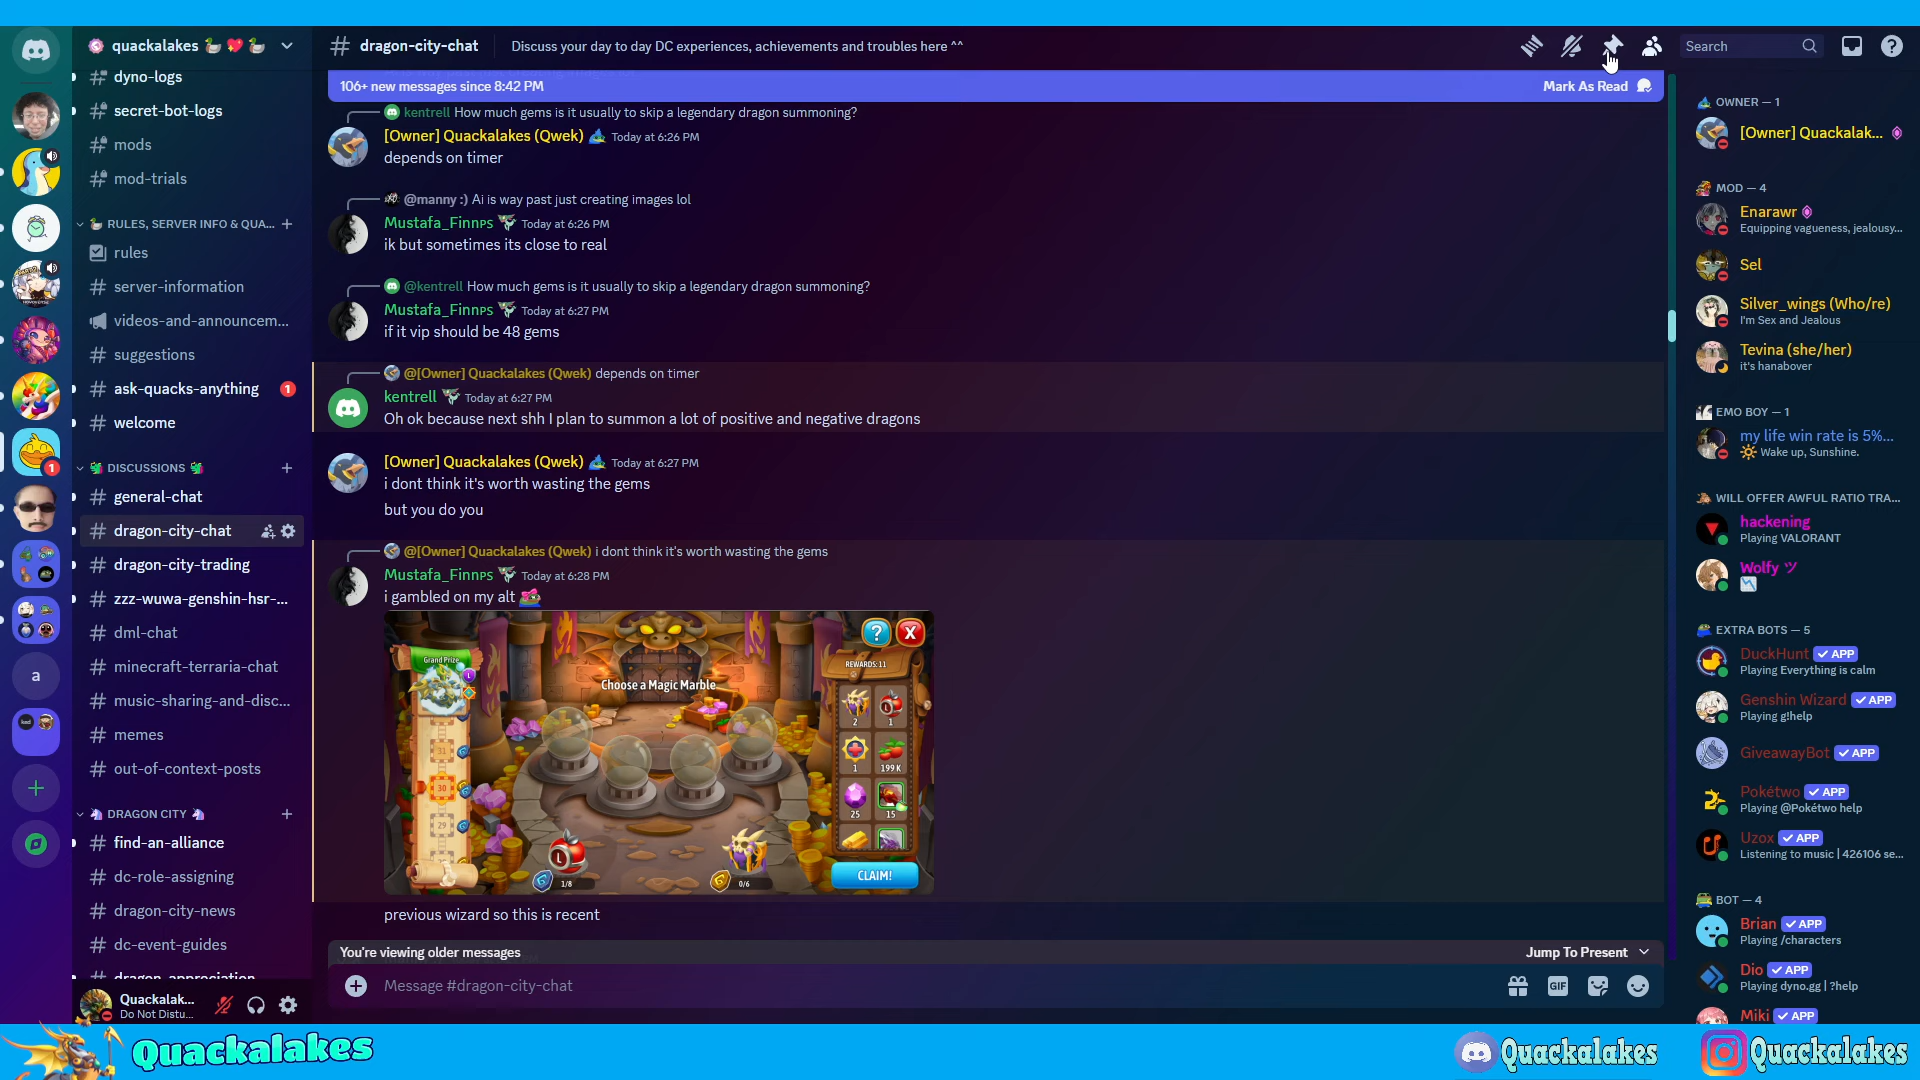 quackalakes 🦆 💖 🦆
dyno-logs
secret-bot-logs
mods
mod-trials
RULES, SERVER INFO & QUA...
rules
server-information
videos-and-announcem...
suggestions
ask-quacks-anything 1
welcome
DISCUSSIONS
general-chat
dragon-city-chat
dragon-city-trading
zzz-wuwa-genshin-hsr-...
dml-chat
minecraft-terraria-chat
music-sharing-and-disc...
memes
out-of-context-posts
DRAGON CITY
find-an-alliance
dc-role-assigning
dragon-city-news
dc-event-guides
dragon-appreciation
1
a
Quackalak...
Do Not Distu...
dragon-city-chat
Discuss your day to day DC experiences, achievements and troubles here ^^
Search
106+ new messages since 8:42 PM
Mark As Read
kentrell How much gems is it usually to skip a legendary dragon summoning?
[Owner] Quackalakes (Qwek) Today at 6:26 PM
depends on timer
@manny :) Ai is way past just creating images lol
Mustafa_Finnps Today at 6:26 PM
ik but sometimes its close to real
@kentrell How much gems is it usually to skip a legendary dragon summoning?
Mustafa_Finnps Today at 6:27 PM
if it vip should be 48 gems
@[Owner] Quackalakes (Qwek) depends on timer
kentrell Today at 6:27 PM
Oh ok because next shh I plan to summon a lot of positive and negative dragons
[Owner] Quackalakes (Qwek) Today at 6:27 PM
i dont think it's worth wasting the gems
but you do you
@[Owner] Quackalakes (Qwek) i dont think it's worth wasting the gems
Mustafa_Finnps Today at 6:28 PM
i gambled on my alt
Grand Prize
L
31
30
29
Choose a Magic Marble
L
1/8
0/6
?
X
REWARDS: 11
2
1
1
199K
25
15
CLAIM!
previous wizard so this is recent
You're viewing older messages
Jump To Present
Message #dragon-city-chat
GIF
OWNER — 1
[Owner] Quackalak...
MOD — 4
Enarawr
Equipping vagueness, jealousy...
Sel
Silver_wings (Who/re)
I'm Sex and Jealous
Tevina (she/her)
it's hanabover
EMO BOY — 1
my life win rate is 5%...
Wake up, Sunshine.
WILL OFFER AWFUL RATIO TRA...
hackening
Playing VALORANT
Wolfy ツ
EXTRA BOTS — 5
DuckHunt ✓ APP
Playing Everything is calm
Genshin Wizard ✓ APP
Playing g!help
GiveawayBot ✓ APP
Pokétwo ✓ APP
Playing @Pokétwo help
Uzox ✓ APP
Listening to music | 426106 se...
BOT — 4
Brian ✓ APP
Playing /characters
Dio ✓ APP
Playing dyno.gg | ?help
Miki ✓ APP
Quackalakes
Quackalakes
Quackalakes